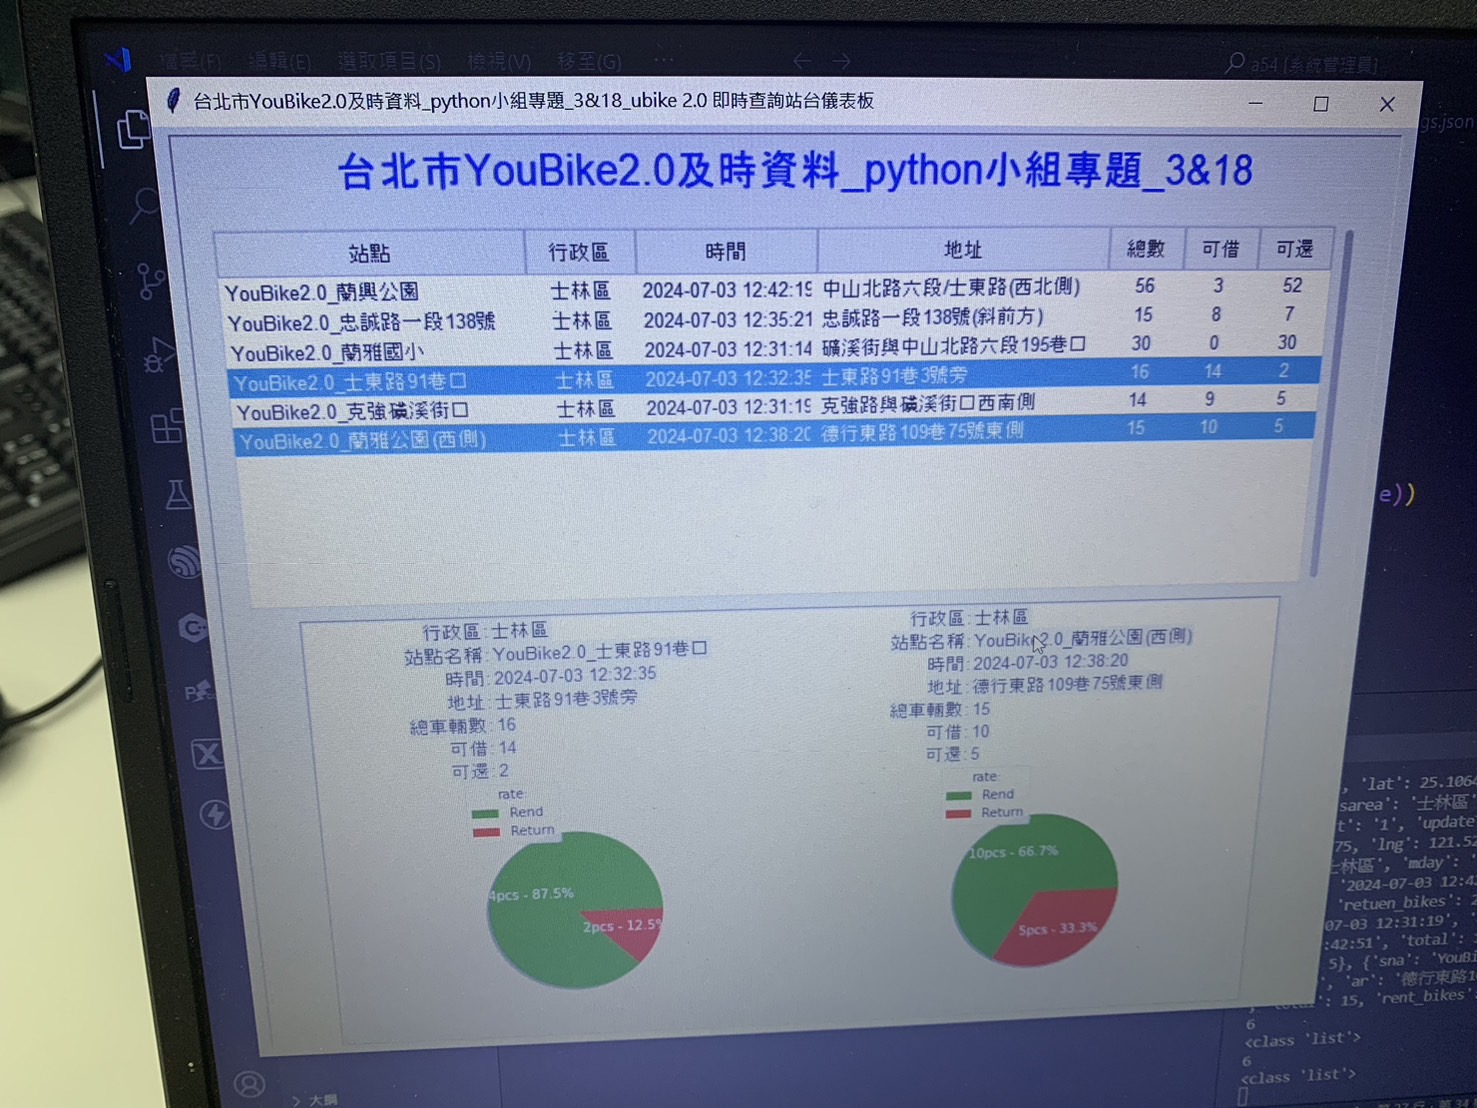 檔案(F) 編輯(E) 選取項目(S) 檢視(V) 移至(G) ··· ← → a54 [系統管理員]
台北市YouBike2.0及時資料_python小組專題_3&18_ubike 2.0 即時查詢站台儀表板
gs.json
台北市YouBike2.0及時資料_python小組專題_3&18
站點 行政區 時間 地址 總數 可借 可還
YouBike2.0_蘭興公園 士林區 2024-07-03 12:42:19 中山北路六段/士東路(西北側) 56 3 52
YouBike2.0_忠誠路一段138號 士林區 2024-07-03 12:35:21 忠誠路一段138號(斜前方) 15 8 7
YouBike2.0_蘭雅國小 士林區 2024-07-03 12:31:14 磺溪街與中山北路六段195巷口 30 0 30
YouBike2.0_士東路91巷口 士林區 2024-07-03 12:32:35 士東路91巷3號旁 16 14 2
YouBike2.0_克強磺溪街口 士林區 2024-07-03 12:31:19 克強路與磺溪街口西南側 14 9 5
YouBike2.0_蘭雅公園(西側) 士林區 2024-07-03 12:38:20 德行東路109巷75號東側 15 10 5
e))
行政區: 士林區
站點名稱: YouBike2.0_士東路91巷口
時間: 2024-07-03 12:32:35
地址: 士東路91巷3號旁
總車輛數: 16
可借: 14
可還: 2
rate:
Rend
Return
4pcs - 87.5%
2pcs - 12.5%
行政區: 士林區
站點名稱: YouBike2.0_蘭雅公園(西側)
時間: 2024-07-03 12:38:20
地址: 德行東路109巷75號東側
總車輛數: 15
可借: 10
可還: 5
rate:
Rend
Return
10pcs - 66.7%
5pcs - 33.3%
, 'lat': 25.1064
sarea': '士林區'
t': '1', 'update
75, 'lng': 121.52
士林區', 'mday': '
'2024-07-03 12:4
'retuen_bikes': 2
07-03 12:31:19',
:42:51', 'total':
5}, {'sna': 'YouBi
', 'ar': '德行東路1
': 15, 'rent_bikes'
6
<class 'list'>
6
<class 'list'>
> 大綱